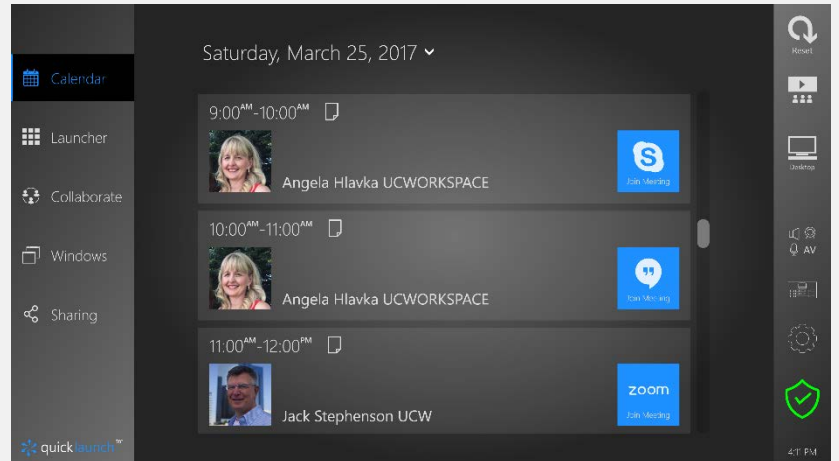 Saturday, March 25, 2017
Calendar
Launcher
Collaborate
Windows
Sharing
quicklaunch™
9:00AM-10:00AM
Angela Hlavka UCWORKSPACE
S
Join Meeting
10:00AM-11:00AM
Angela Hlavka UCWORKSPACE
Join Meeting
11:00AM-12:00PM
Jack Stephenson UCW
zoom
Join Meeting
Reset
Desktop
AV
4:11 PM